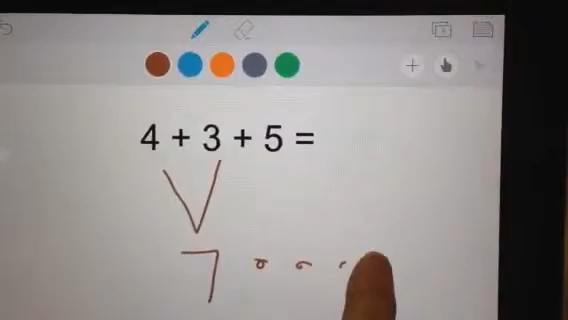 4 + 3 + 5 =
7